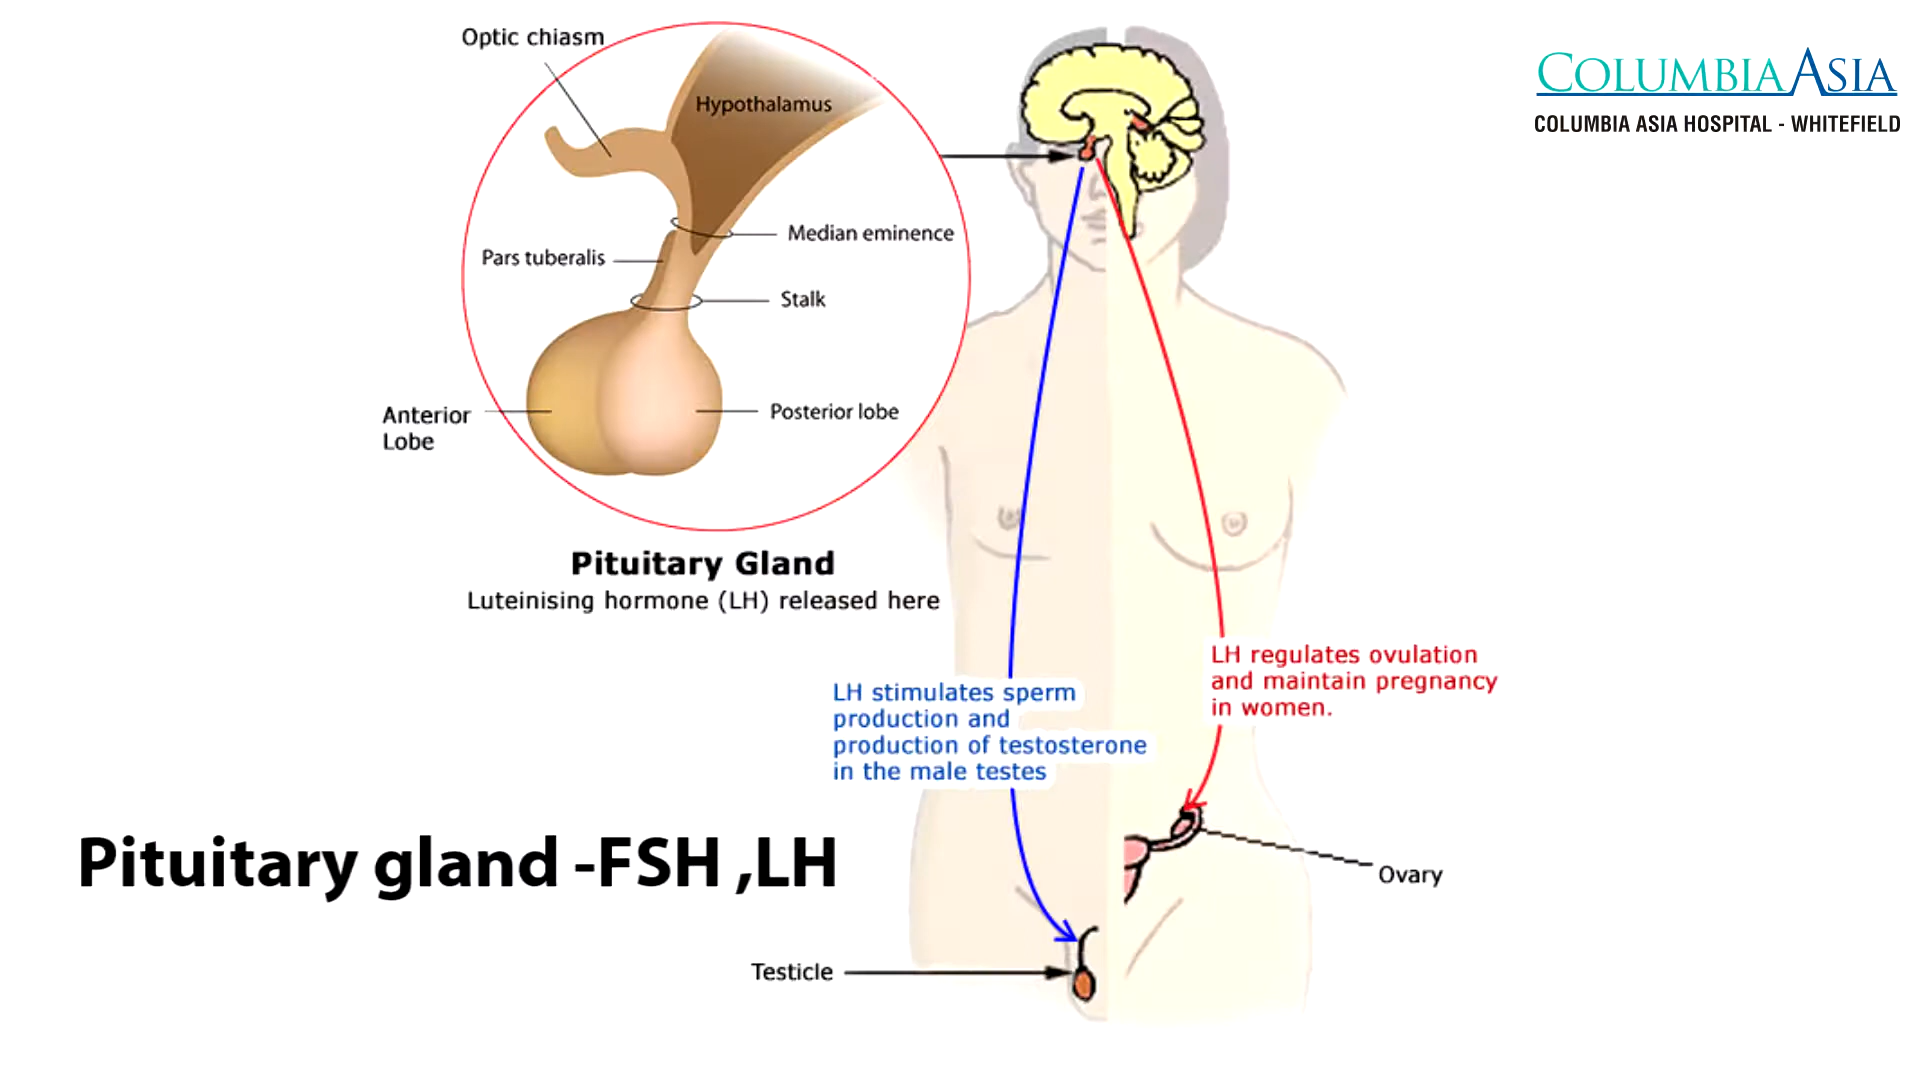 Optic chiasm
Hypothalamus
Median eminence
Pars tuberalis
Stalk
Anterior
Lobe
Posterior lobe
Pituitary Gland
Luteinising hormone (LH) released here
COLUMBIA ASIA
COLUMBIA ASIA HOSPITAL - WHITEFIELD
LH stimulates sperm
production and
production of testosterone
in the male testes
LH regulates ovulation
and maintain pregnancy
in women.
Pituitary gland -FSH ,LH
Ovary
Testicle